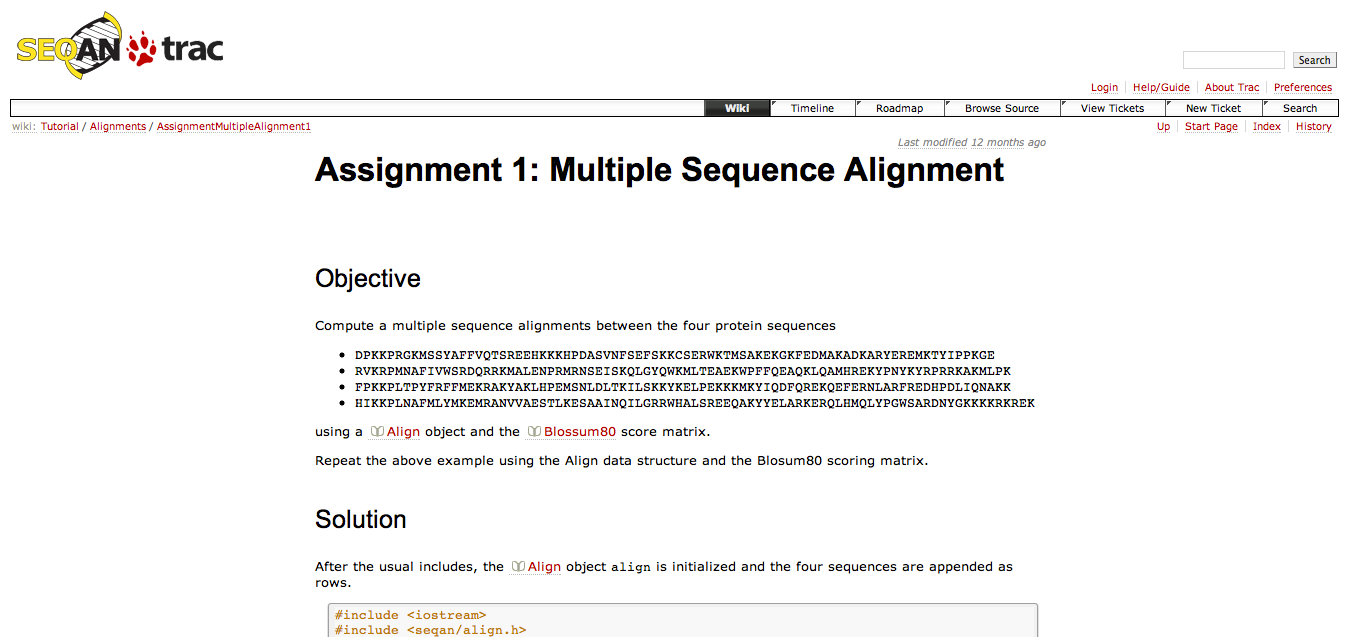 SEQAN trac
Search
Login Help/Guide About Trac Preferences
Wiki Timeline Roadmap Browse Source View Tickets New Ticket Search
wiki: Tutorial / Alignments / AssignmentMultipleAlignment1
Up Start Page Index History
Last modified 12 months ago
Assignment 1: Multiple Sequence Alignment
Objective
Compute a multiple sequence alignments between the four protein sequences
• DPKKPRGKMSSYAFFVQTSREEHKKKHPDASVNFSEFSKKCSERWKTMSAKEKGKFEDMAKADKARYEREMKTYIPPKGE
• RVKRPMNAFIVWSRDQRRKMALENPRMRNSEISKQLGYQWKMLTEAEKWPFFQEAQKLQAMHREKYPNYKYRPRRKAKMLPK
• FPKKPLTPYFRFFMEKRAKYAKLHPEMSNLDLTKILSKKYKELPEKKKMKYIQDFQREKQEFERNLARFREDHPDLIQNAKK
• HIKKPLNAFMLYMKEMRANVVAESTLKESAAINQILGRRWHALSREEQAKYYELARKERQLHMQLYPGWSARDNYGKKKKRKREK
using a Align object and the Blossum80 score matrix.
Repeat the above example using the Align data structure and the Blosum80 scoring matrix.
Solution
After the usual includes, the Align object align is initialized and the four sequences are appended as
rows.
#include <iostream>
#include <seqan/align.h>